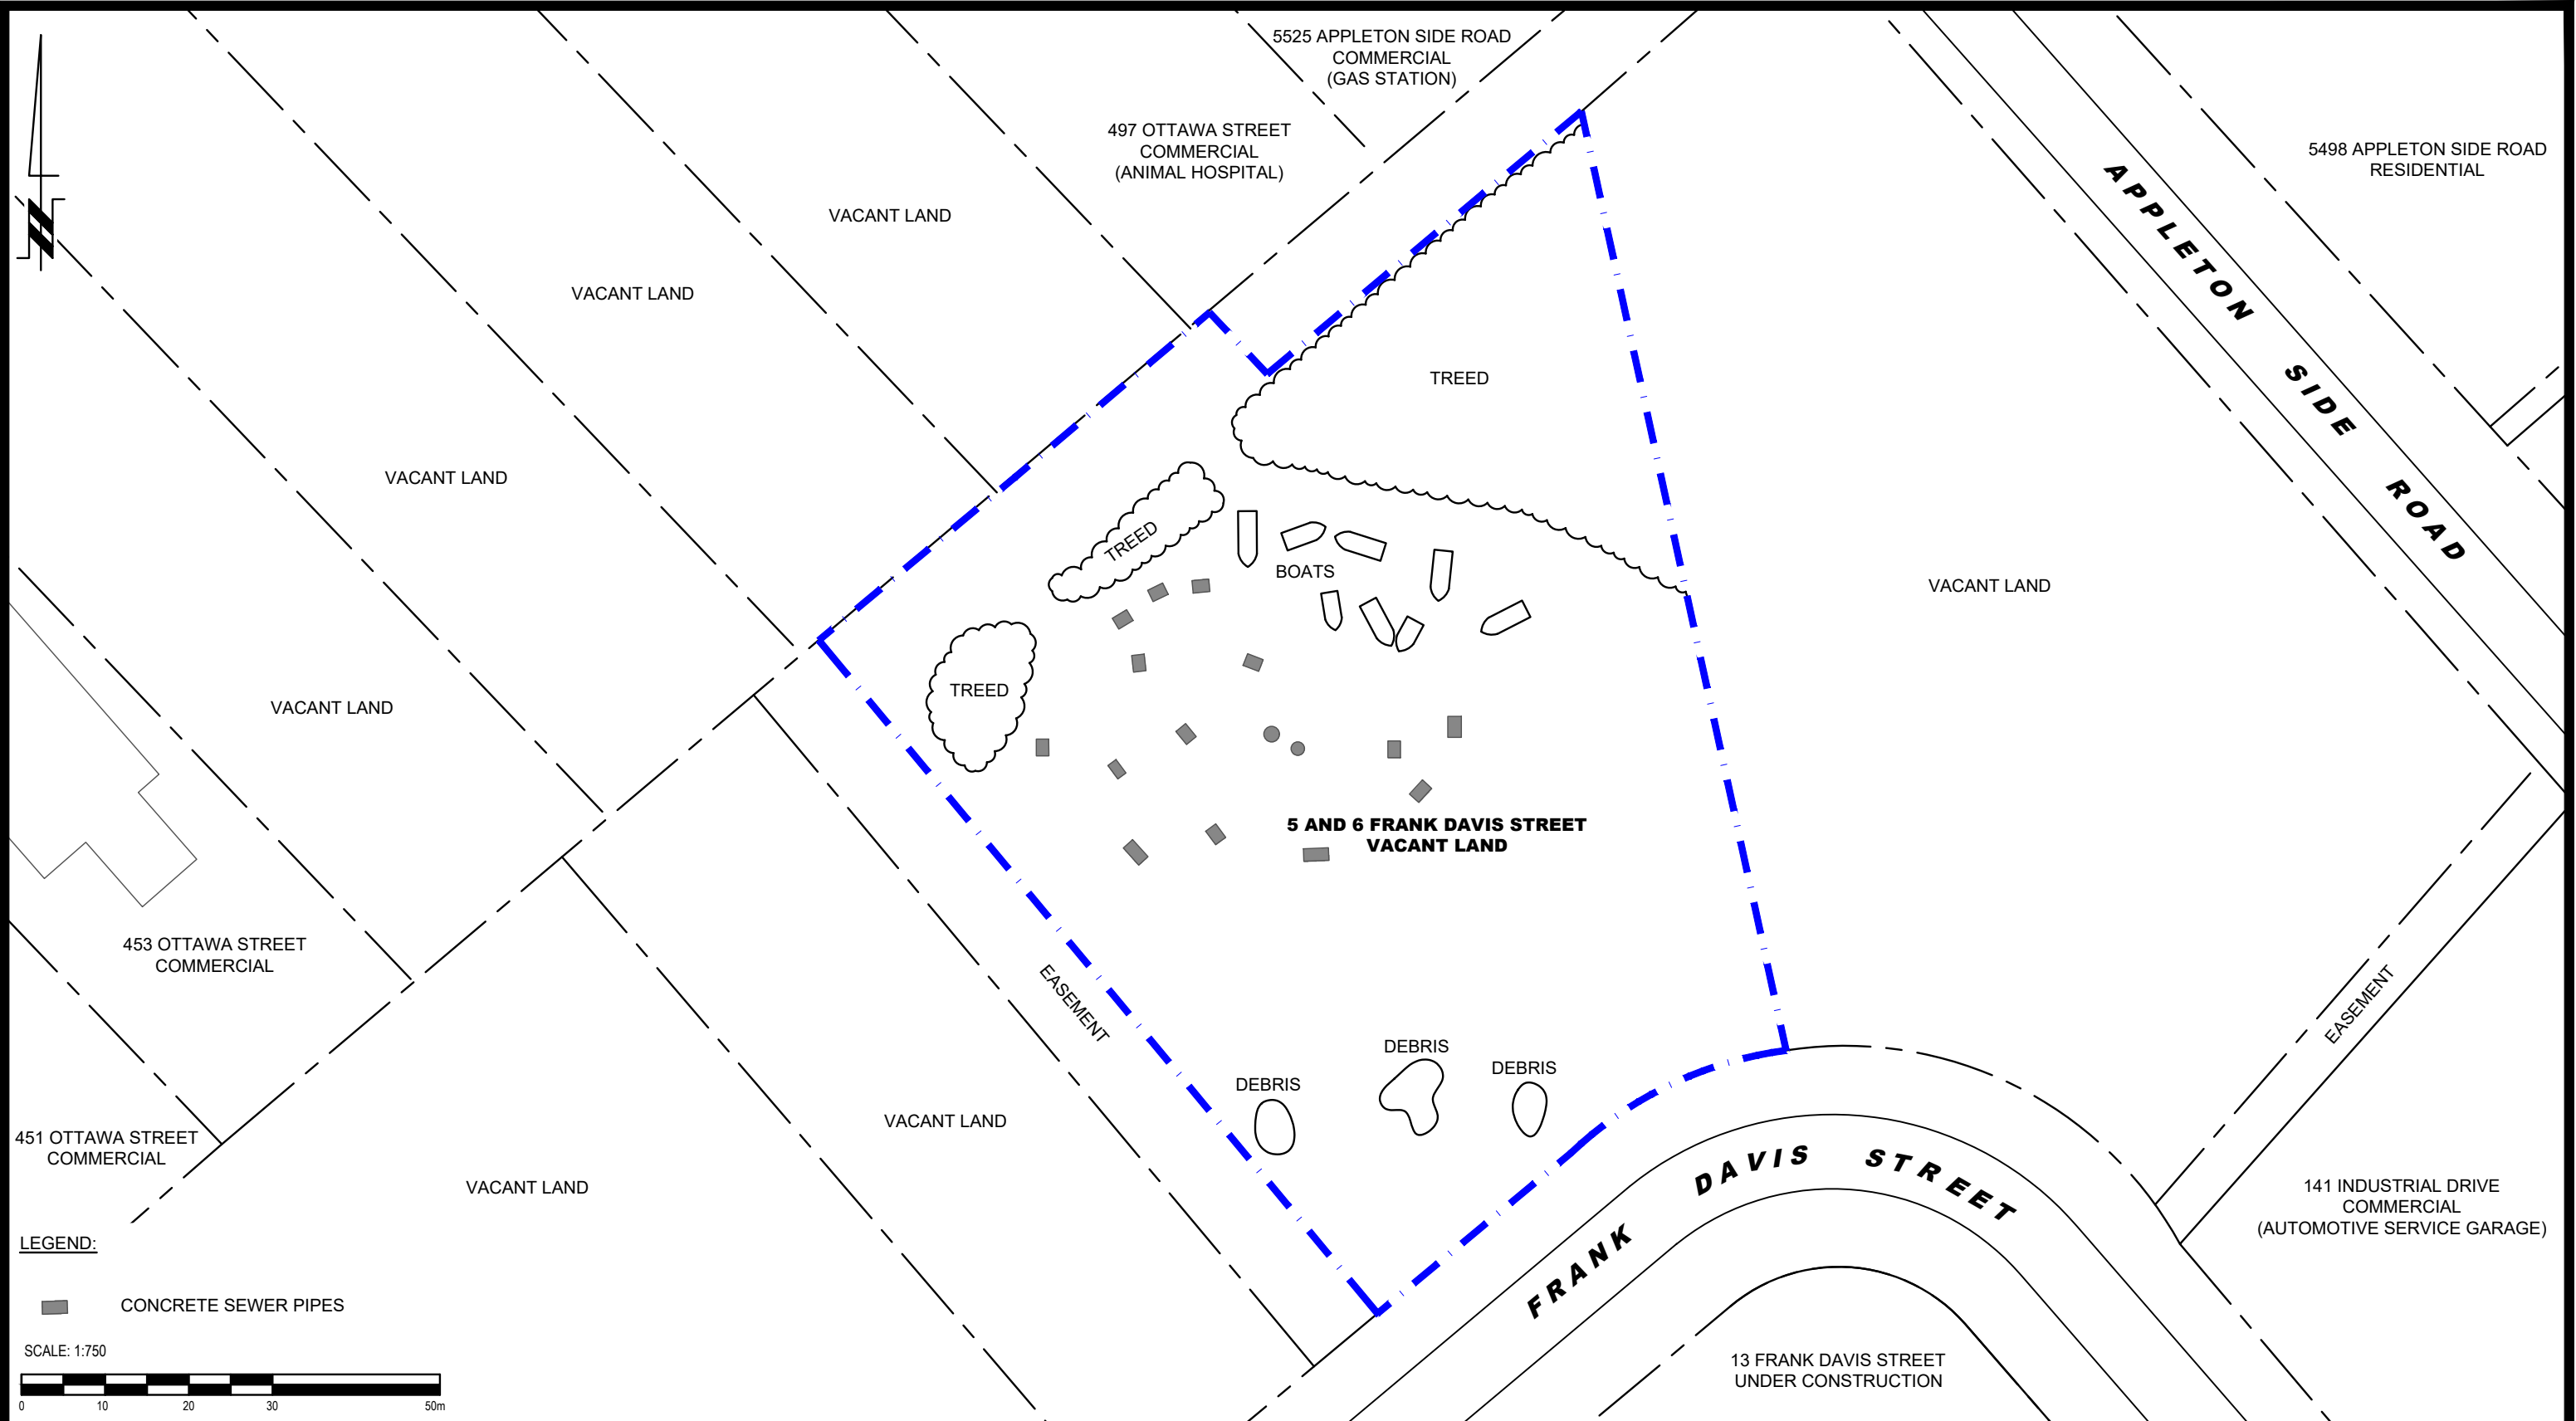 5525 APPLETON SIDE ROAD
COMMERCIAL
(GAS STATION)
497 OTTAWA STREET
COMMERCIAL
(ANIMAL HOSPITAL)
5498 APPLETON SIDE ROAD
RESIDENTIAL
APPLETON SIDE ROAD
VACANT LAND
VACANT LAND
VACANT LAND
VACANT LAND
TREED
TREED
TREED
BOATS
VACANT LAND
5 AND 6 FRANK DAVIS STREET
VACANT LAND
453 OTTAWA STREET
COMMERCIAL
EASEMENT
EASEMENT
DEBRIS
DEBRIS
DEBRIS
VACANT LAND
451 OTTAWA STREET
COMMERCIAL
VACANT LAND
FRANK DAVIS STREET
141 INDUSTRIAL DRIVE
COMMERCIAL
(AUTOMOTIVE SERVICE GARAGE)
13 FRANK DAVIS STREET
UNDER CONSTRUCTION
LEGEND:
CONCRETE SEWER PIPES
SCALE: 1:750
0 10 20 30 50m
N